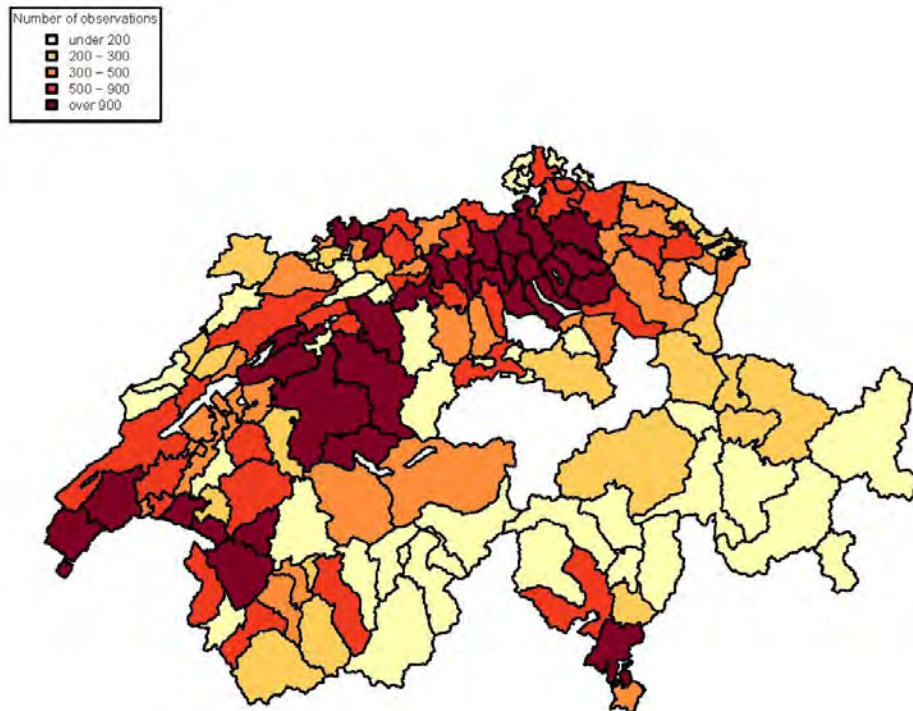 Number of observations
under 200
200 – 300
300 – 500
500 – 900
over 900